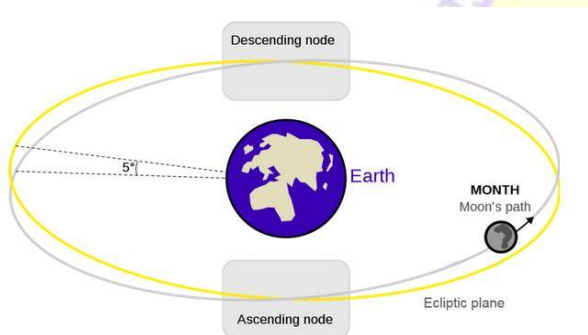 Descending node
5°
Earth
MONTH
Moon's path
Ecliptic plane
Ascending node